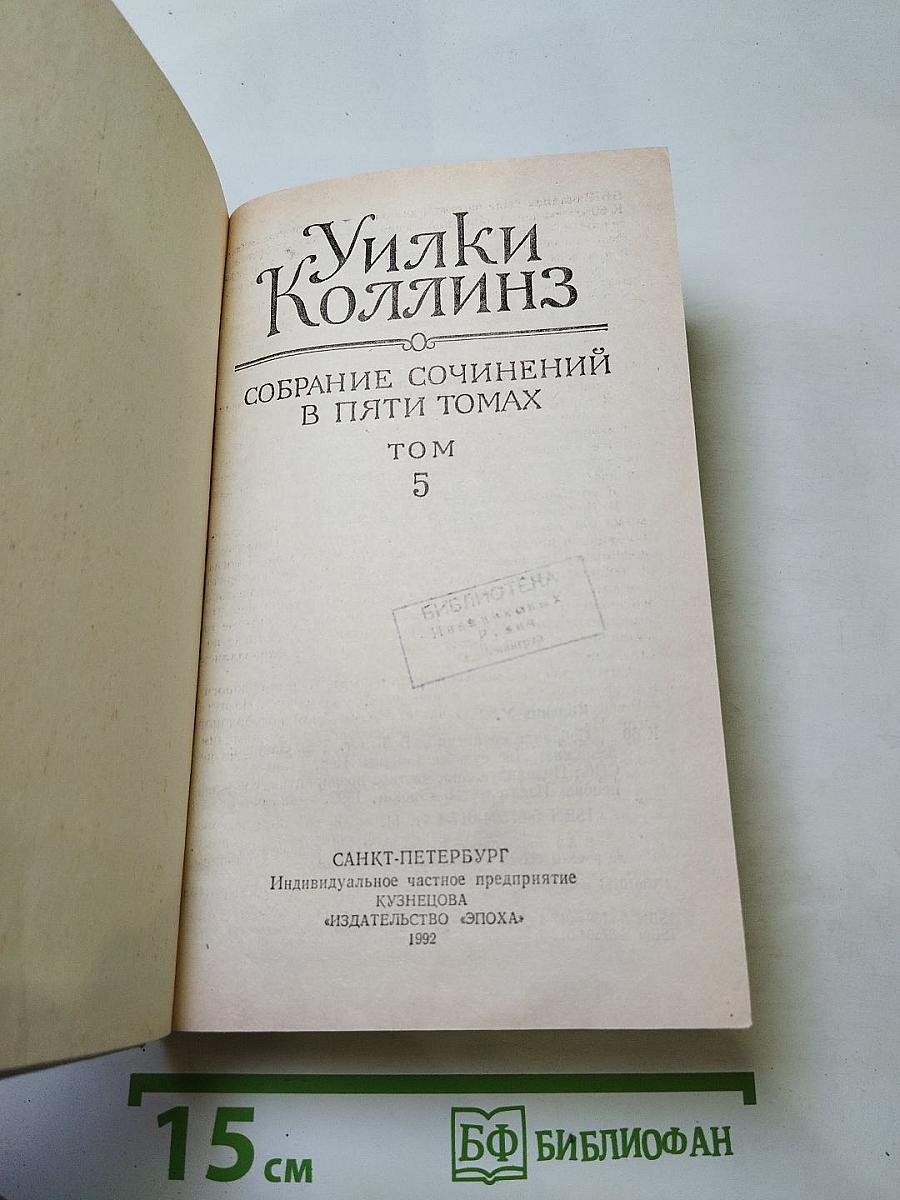 Уилки
Коллинз
СОБРАНИЕ СОЧИНЕНИЙ
В ПЯТИ ТОМАХ
ТОМ
5
БИБЛИОТЕКА
САНКТ-ПЕТЕРБУРГ
Индивидуальное частное предприятие
КУЗНЕЦОВА
«ИЗДАТЕЛЬСТВО «ЭПОХА»
1992
15 см
БФ БИБЛИОФАН